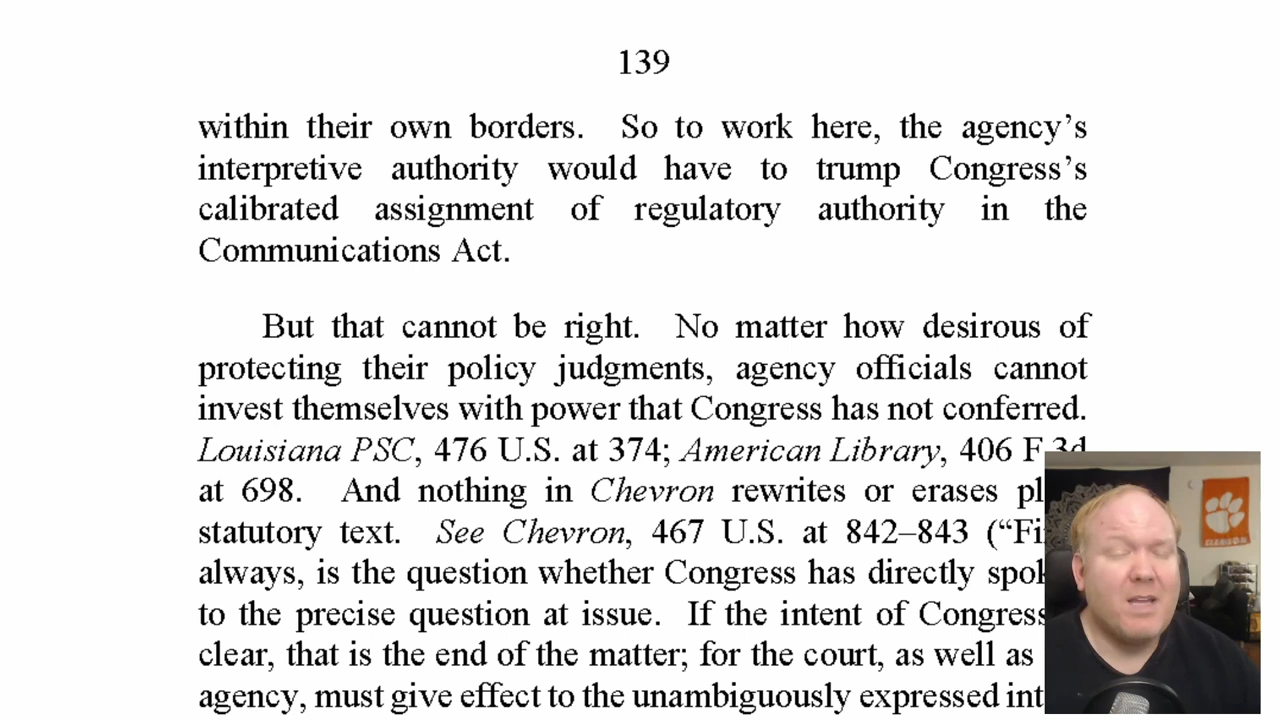 139
within their own borders. So to work here, the agency’s
interpretive authority would have to trump Congress’s
calibrated assignment of regulatory authority in the
Communications Act.
But that cannot be right. No matter how desirous of
protecting their policy judgments, agency officials cannot
invest themselves with power that Congress has not conferred.
Louisiana PSC, 476 U.S. at 374; American Library, 406 F.3d
at 698. And nothing in Chevron rewrites or erases
statutory text. See Chevron, 467 U.S. at 842–843
always, is the question whether Congress has directly
to the precise question at issue. If the intent of Congress
clear, that is the end of the matter; for the court, as well as
agency, must give effect to the unambiguously expressed
CLEMSON